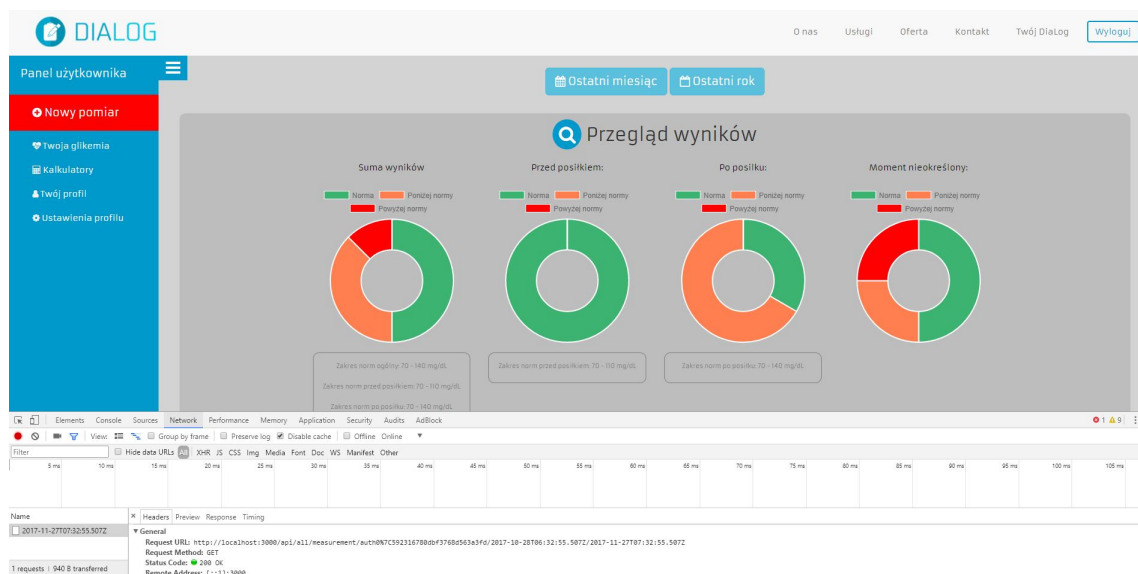 DIALOG
O nas Usługi Oferta Kontakt Twój DiaLog Wyloguj
Panel użytkownika
Nowy pomiar
Twoja glikemia
Kalkulatory
Twój profil
Ustawienia profilu
Ostatni miesiąc Ostatni rok
Przegląd wyników
Suma wyników Przed posiłkiem: Po posiłku: Moment nieokreślony:
Norma Poniżej normy Norma Poniżej normy Norma Poniżej normy Norma Poniżej normy
Powyżej normy Powyżej normy Powyżej normy Powyżej normy
Zakres norm ogólny: 70 - 140 mg/dL Zakres norm przed posiłkiem: 70 - 110 mg/dL Zakres norm po posiłku: 70 - 140 mg/dL
Zakres norm przed posiłkiem: 70 - 110 mg/dL
Zakres norm po posiłku: 70 - 140 mg/dL
Elements Console Sources Network Performance Memory Application Security Audits AdBlock 1 9
View: Group by frame Preserve log Disable cache Offline Online
Filter Hide data URLs All XHR JS CSS Img Media Font Doc WS Manifest Other
5 ms 10 ms 15 ms 20 ms 25 ms 30 ms 35 ms 40 ms 45 ms 50 ms 55 ms 60 ms 65 ms 70 ms 75 ms 80 ms 85 ms 90 ms 95 ms 100 ms 105 ms
Name × Headers Preview Response Timing
2017-11-27T07:32:55.507Z General
Request URL: http://localhost:3000/api/all/measurement/auth0%7C592316780dbf3768d563a3fd/2017-10-28T06:32:55.507Z/2017-11-27T07:32:55.507Z
Request Method: GET
Status Code: 200 OK
1 requests | 940 B transferred Remote Address: [::1]:3000